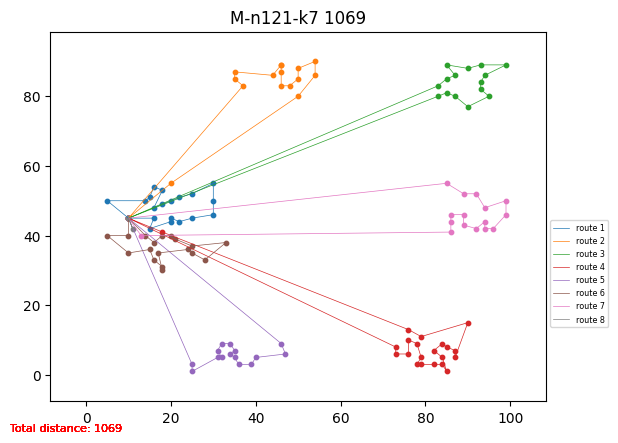 M-n121-k7 1069
80
60
40
20
0
0 20 40 60 80 100
route 1
route 2
route 3
route 4
route 5
route 6
route 7
route 8
Total distance: 1069